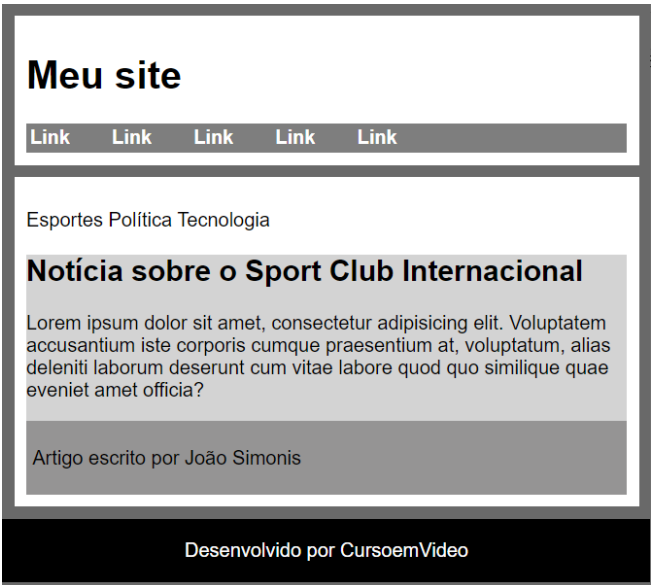 Meu site
Link Link Link Link Link
Esportes Política Tecnologia
Notícia sobre o Sport Club Internacional
Lorem ipsum dolor sit amet, consectetur adipisicing elit. Voluptatem
accusantium iste corporis cumque praesentium at, voluptatum, alias
deleniti laborum deserunt cum vitae labore quod quo similique quae
eveniet amet officia?
Artigo escrito por João Simonis
Desenvolvido por CursoemVideo